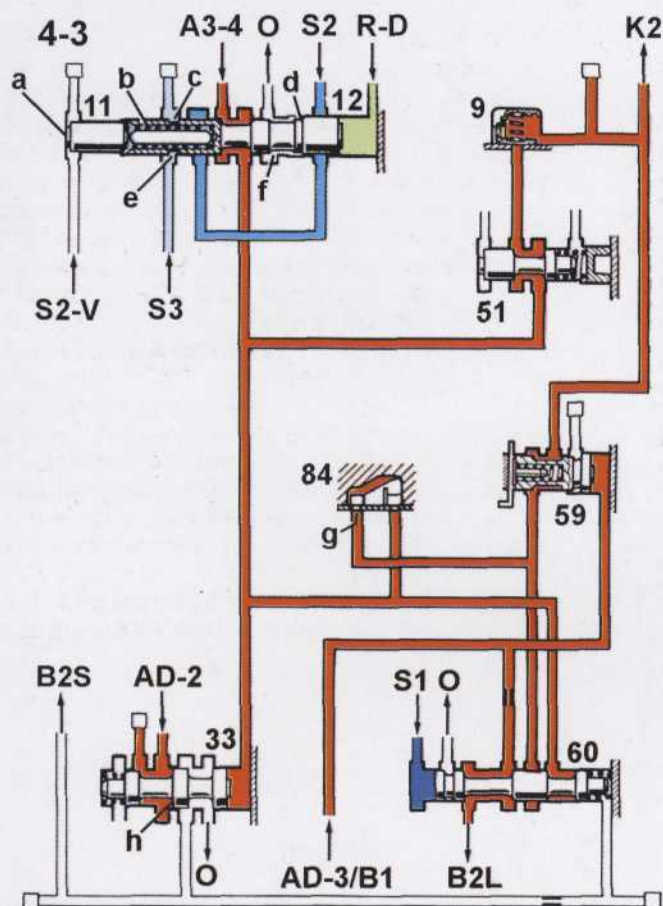 4-3 A3-4 O S2 R-D K2
a 11 b c d 12 9
e f
S2-V S3 51
84 59
g
B2S AD-2 33 S1 O 60
h
O AD-3/B1 B2L